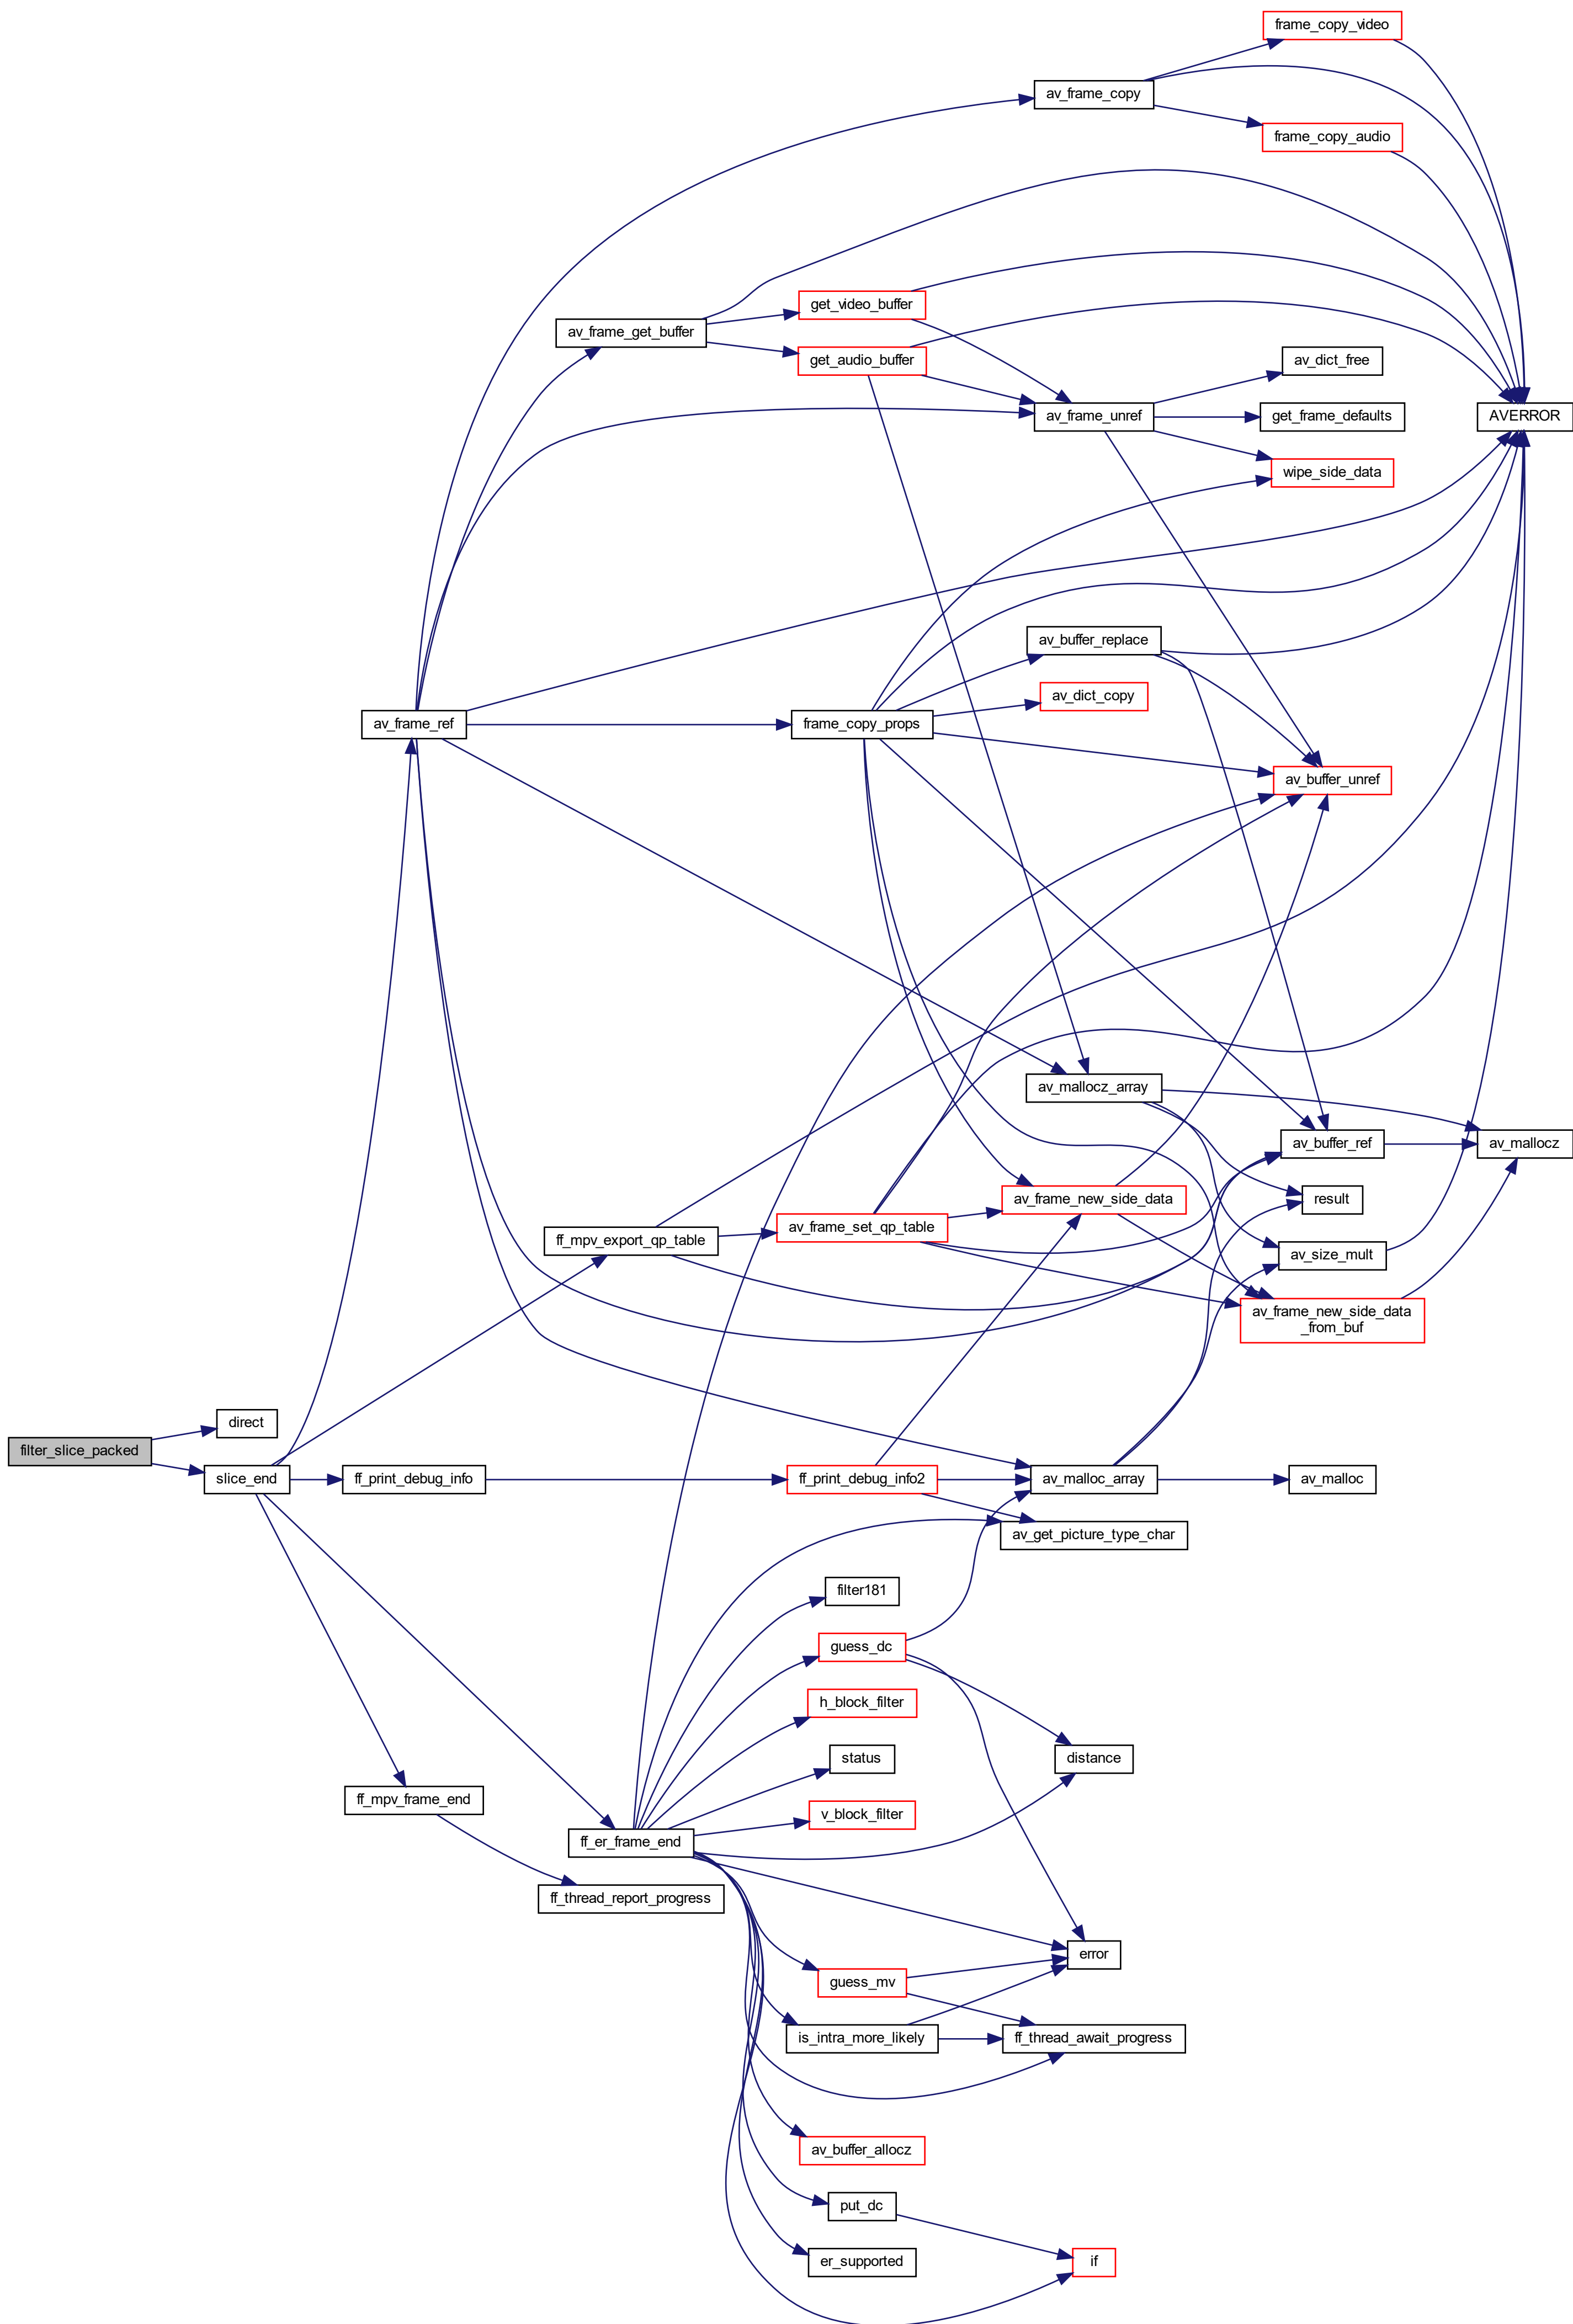 frame_copy_video
av_frame_copy
frame_copy_audio
get_video_buffer
av_frame_get_buffer
get_audio_buffer
av_dict_free
av_frame_unref
get_frame_defaults
AVERROR
wipe_side_data
av_buffer_replace
av_dict_copy
av_frame_ref
frame_copy_props
av_buffer_unref
av_mallocz_array
av_buffer_ref
av_mallocz
av_frame_new_side_data
result
av_frame_set_qp_table
ff_mpv_export_qp_table
av_size_mult
av_frame_new_side_data
_from_buf
direct
filter_slice_packed
slice_end
ff_print_debug_info
ff_print_debug_info2
av_malloc_array
av_malloc
av_get_picture_type_char
filter181
guess_dc
h_block_filter
status
distance
ff_mpv_frame_end
v_block_filter
ff_er_frame_end
ff_thread_report_progress
error
guess_mv
is_intra_more_likely
ff_thread_await_progress
av_buffer_allocz
put_dc
er_supported
if